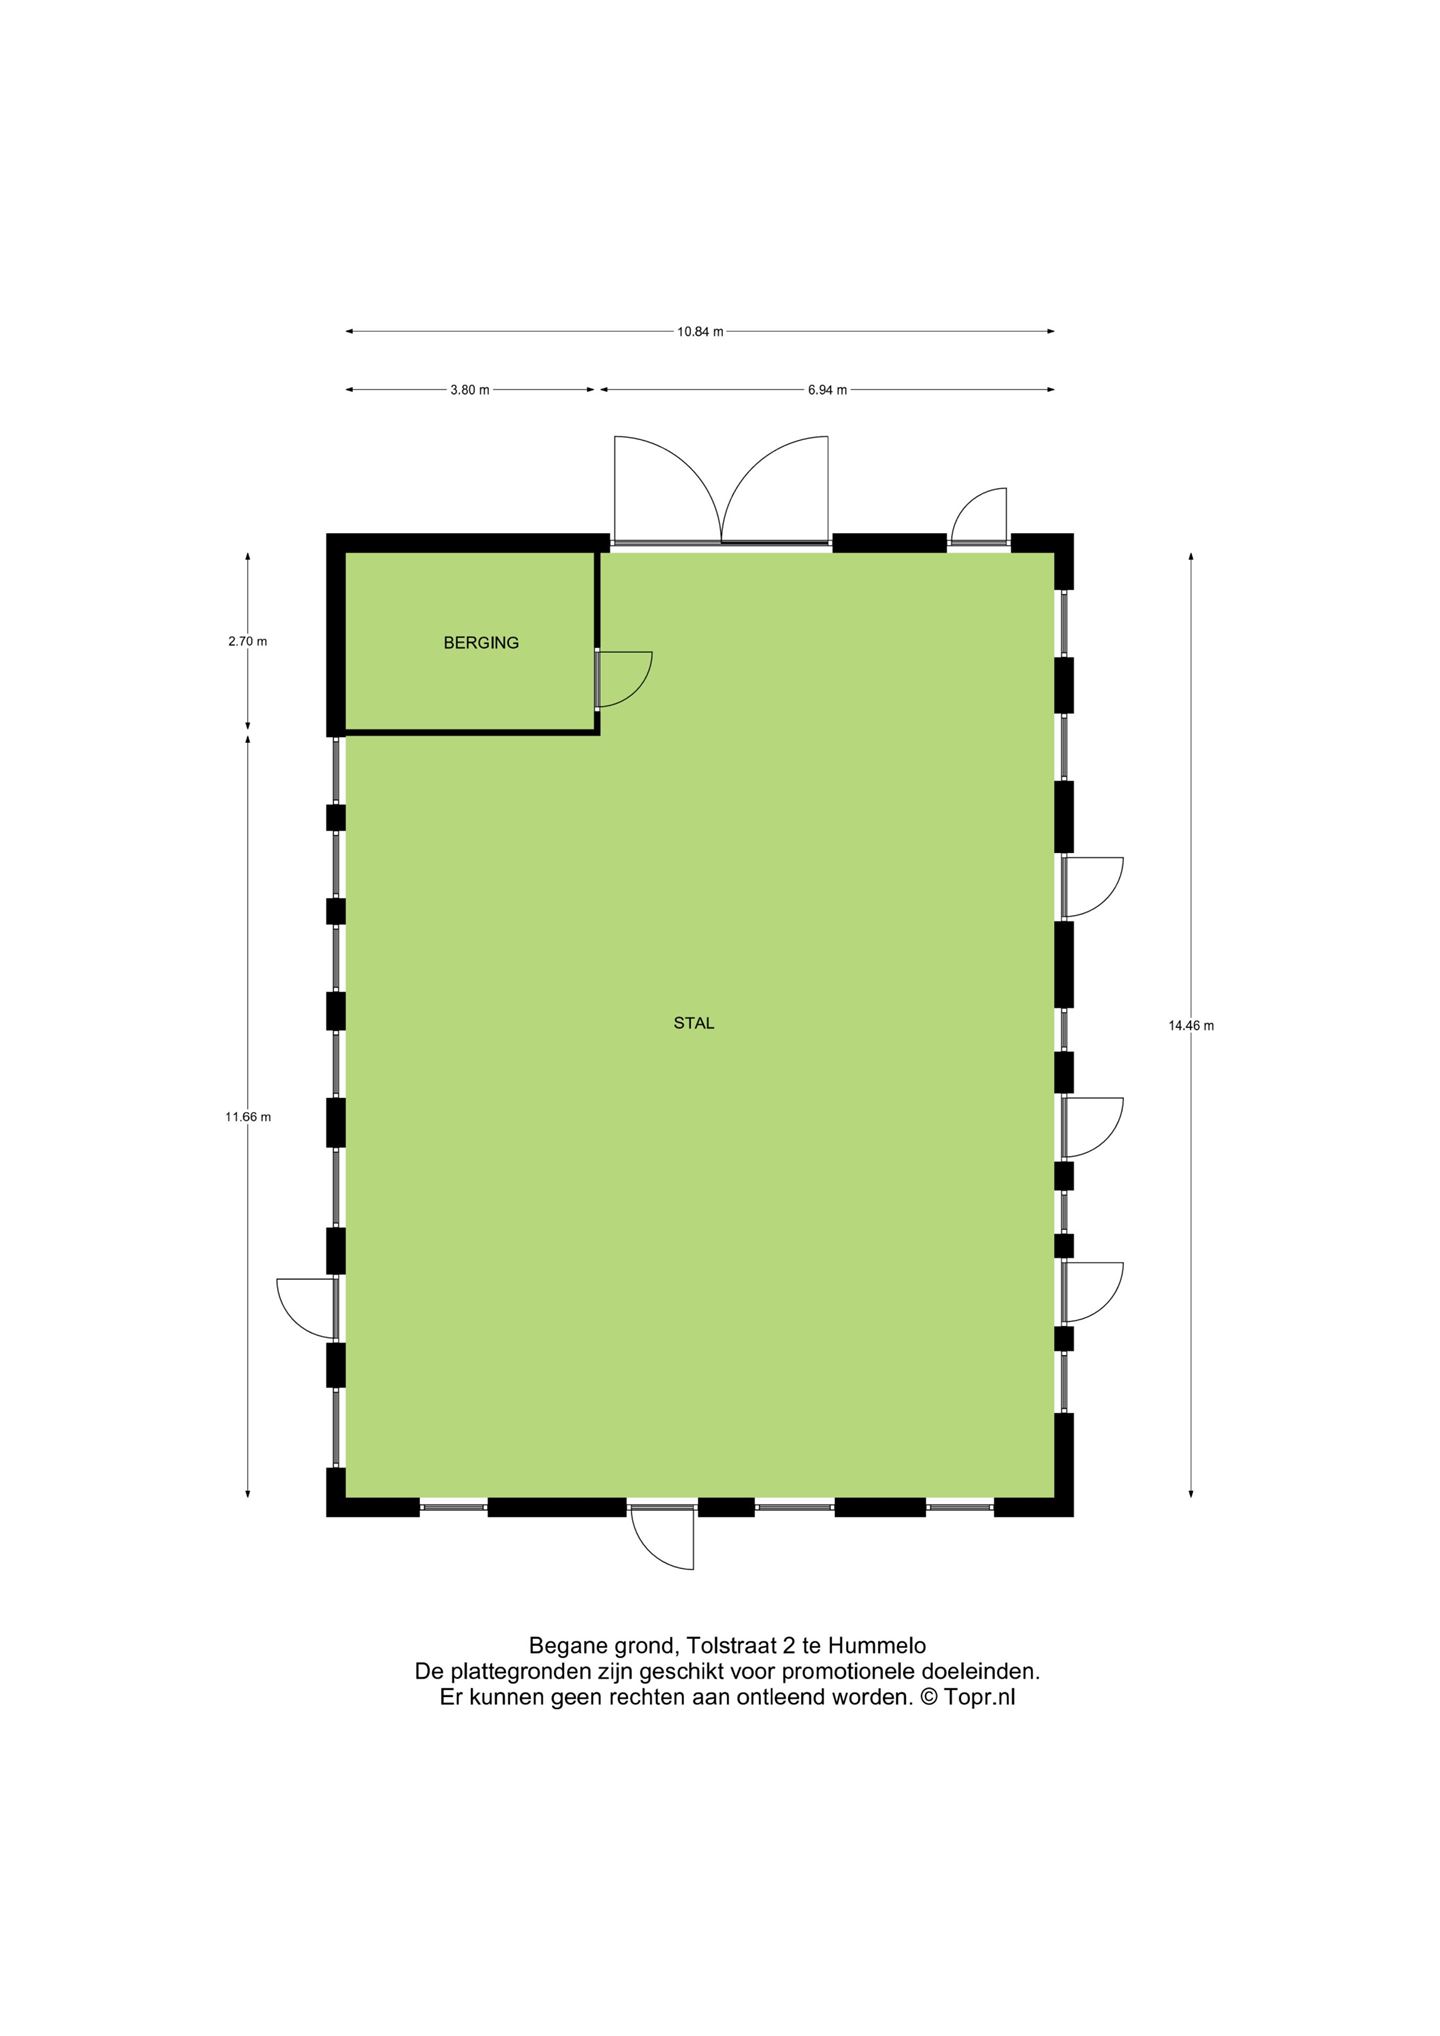 10.84 m
3.80 m
6.94 m
2.70 m
BERGING
STAL
14.46 m
11.66 m
Begane grond, Tolstraat 2 te Hummelo
De plattegronden zijn geschikt voor promotionele doeleinden.
Er kunnen geen rechten aan ontleend worden. © Topr.nl